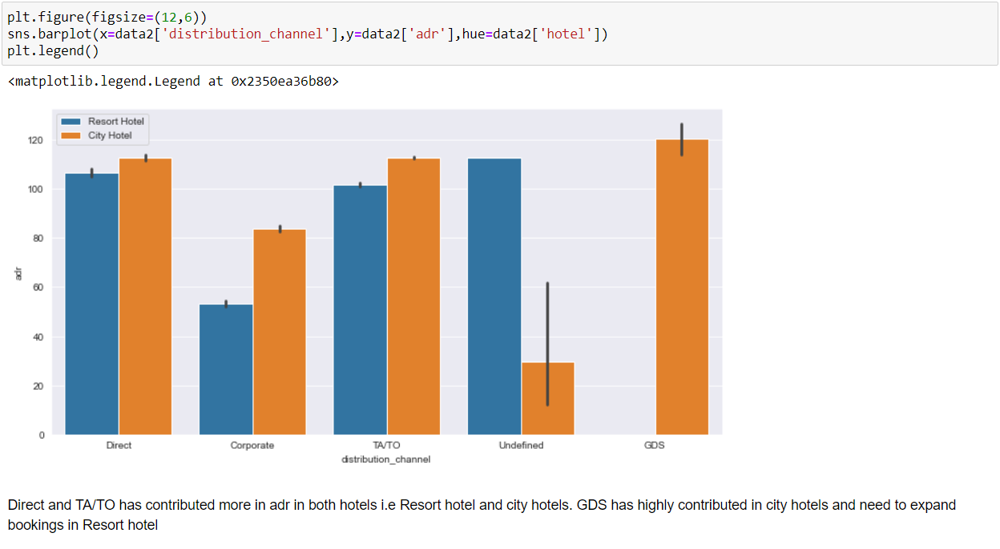 plt.figure(figsize=(12,6))
sns.barplot(x=data2['distribution_channel'],y=data2['adr'],hue=data2['hotel'])
plt.legend()
<matplotlib.legend.Legend at 0x2350ea36b80>
Resort Hotel
City Hotel
120
100
80
60
40
20
0
adr
Direct
Corporate
TA/TO
Undefined
GDS
distribution_channel
Direct and TA/TO has contributed more in adr in both hotels i.e Resort hotel and city hotels. GDS has highly contributed in city hotels and need to expand
bookings in Resort hotel